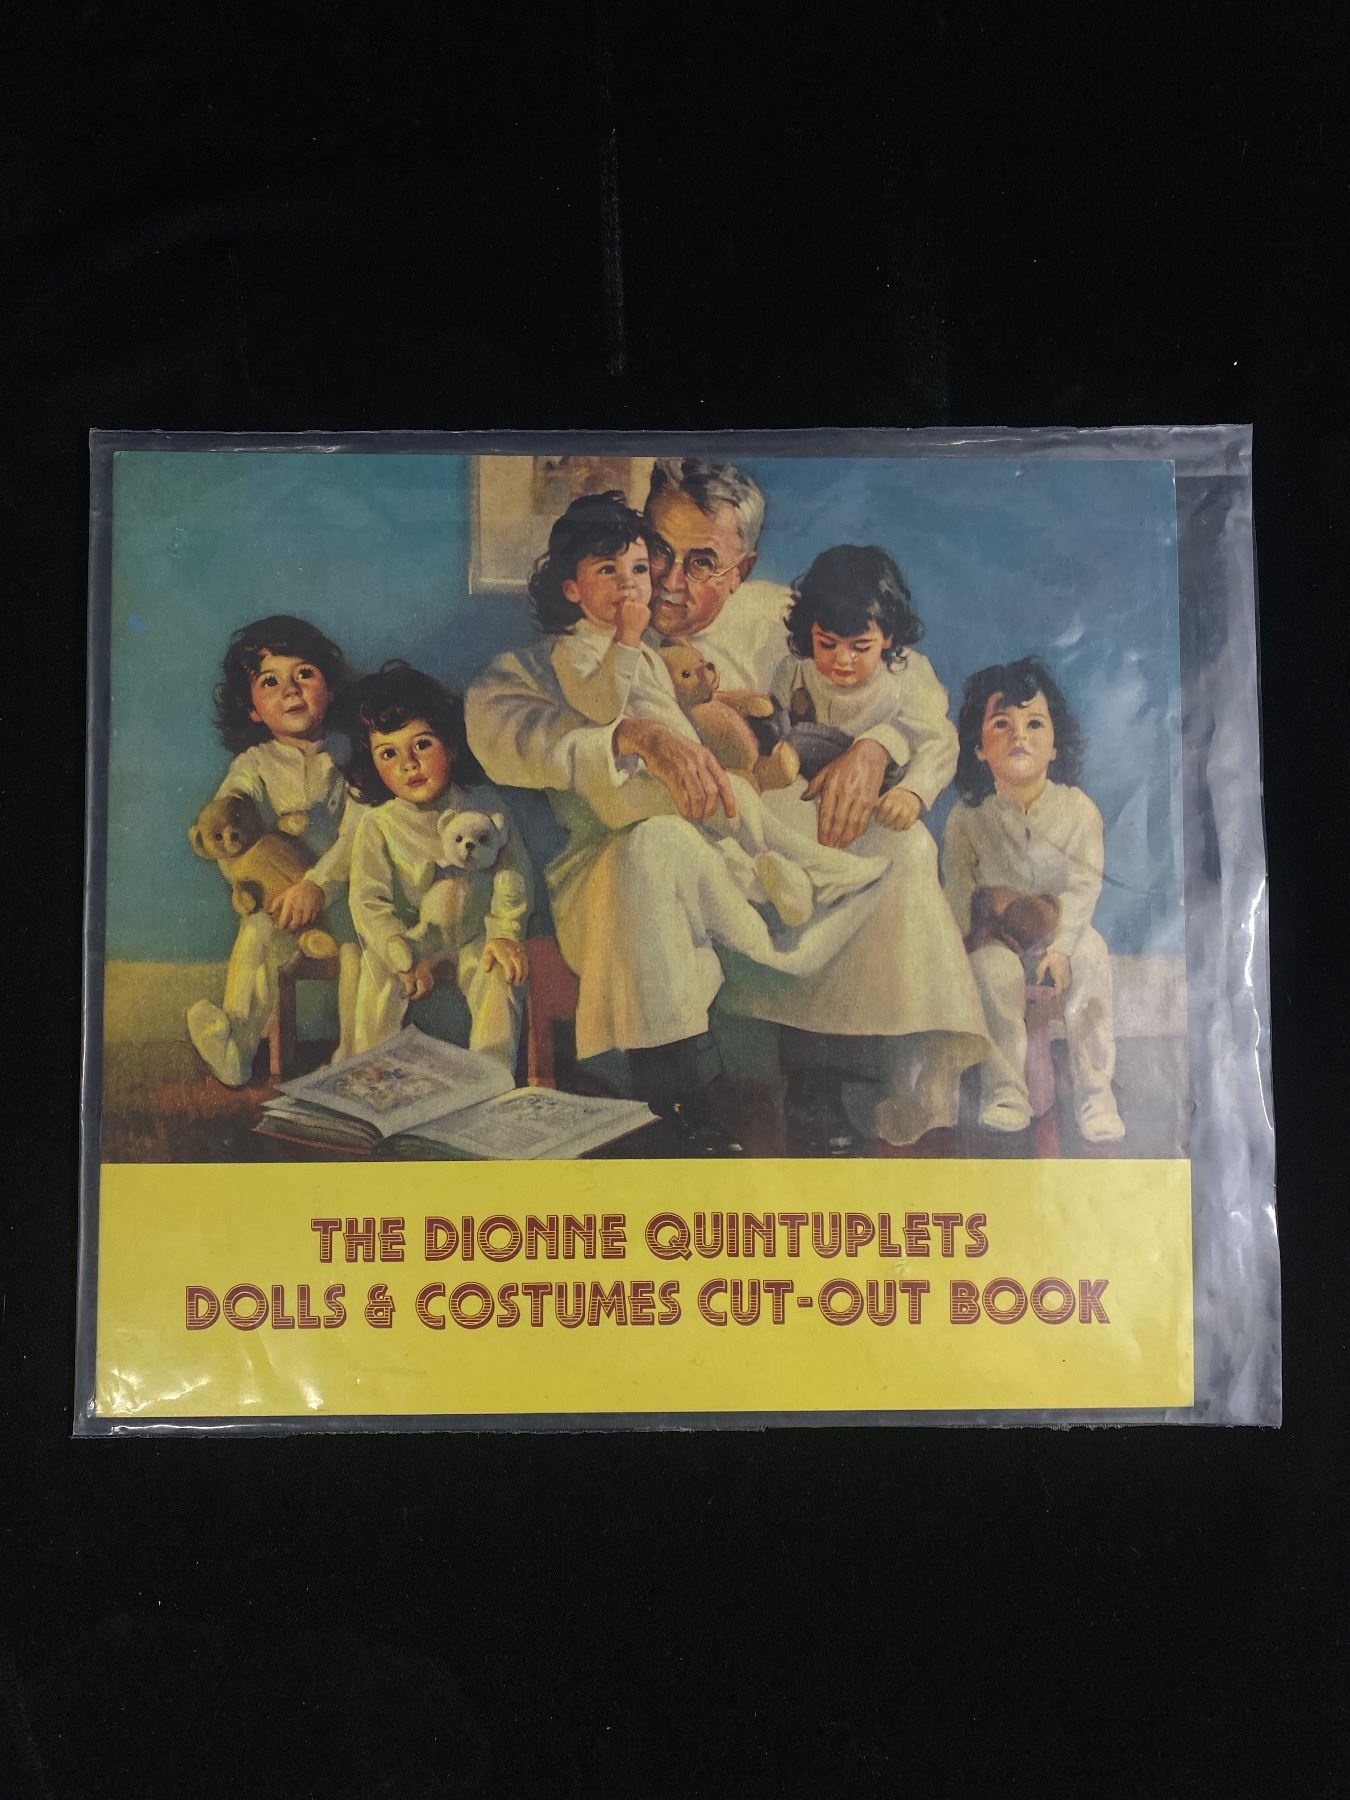 THE DIONNE QUINTUPLETS
DOLLS & COSTUMES CUT-OUT BOOK